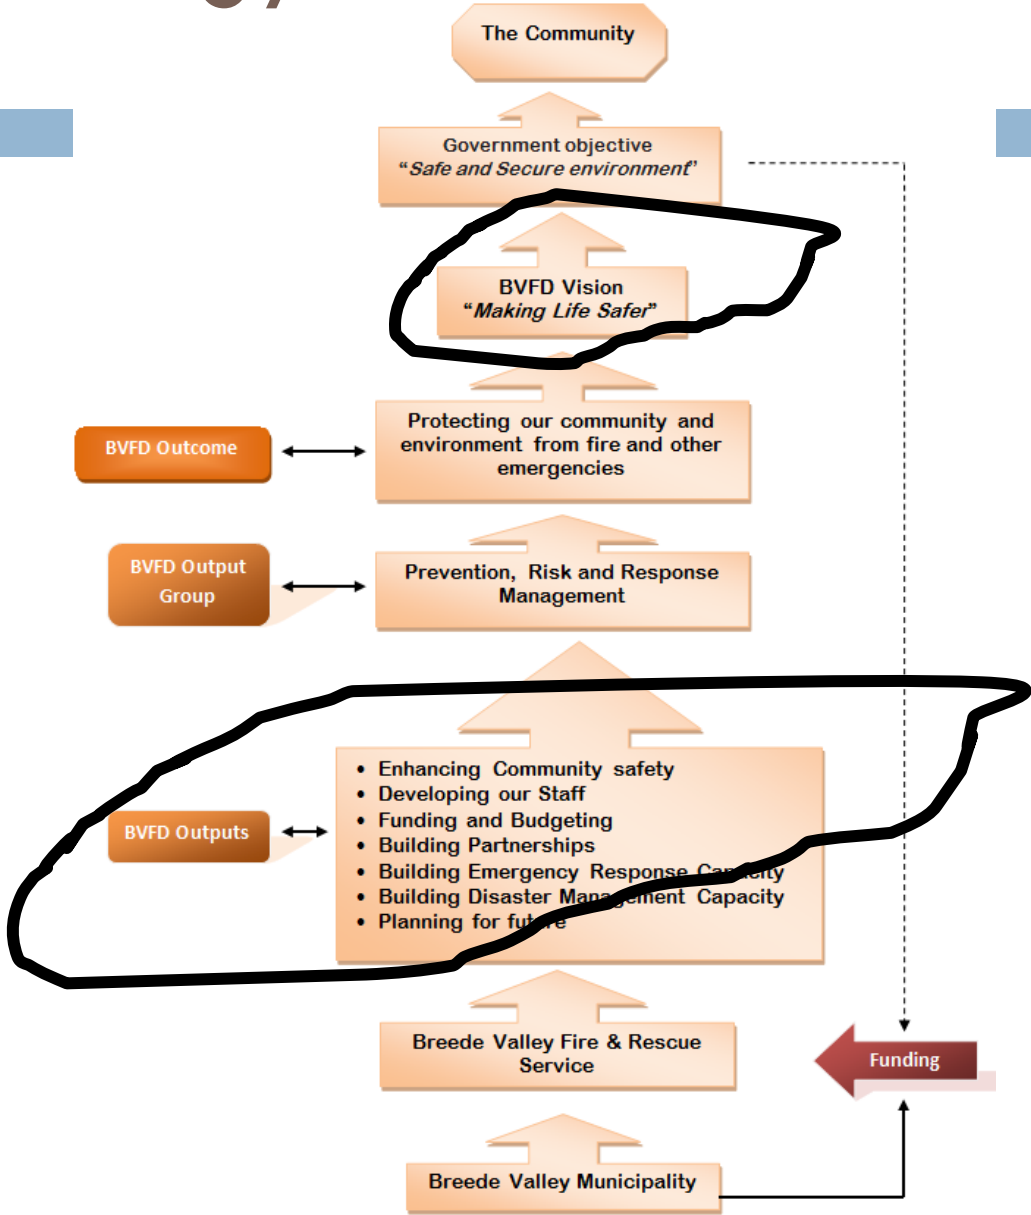 The Community
Government objective
“Safe and Secure environment”
BVFD Vision
“Making Life Safer”
Protecting our community and
environment from fire and other
emergencies
BVFD Outcome
Prevention, Risk and Response
Management
BVFD Output
Group
• Enhancing Community safety
• Developing our Staff
• Funding and Budgeting
• Building Partnerships
• Building Emergency Response Capacity
• Building Disaster Management Capacity
• Planning for future
BVFD Outputs
Breede Valley Fire & Rescue
Service
Funding
Breede Valley Municipality